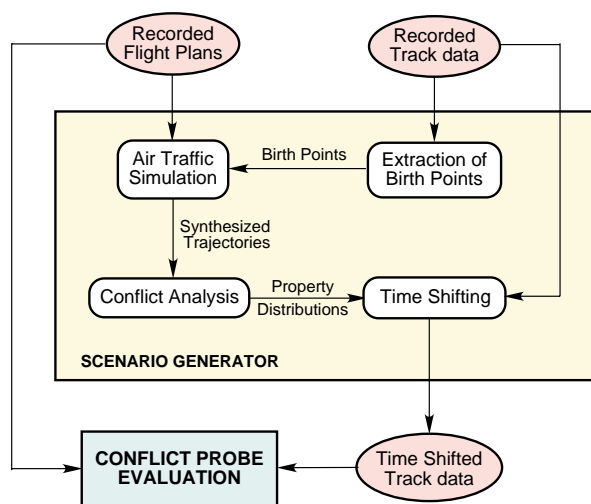 Recorded
Flight Plans
Recorded
Track data
Air Traffic
Simulation
Birth Points
Extraction of
Birth Points
Synthesized
Trajectories
Conflict Analysis
Property
Distributions
Time Shifting
SCENARIO GENERATOR
CONFLICT PROBE
EVALUATION
Time Shifted
Track data